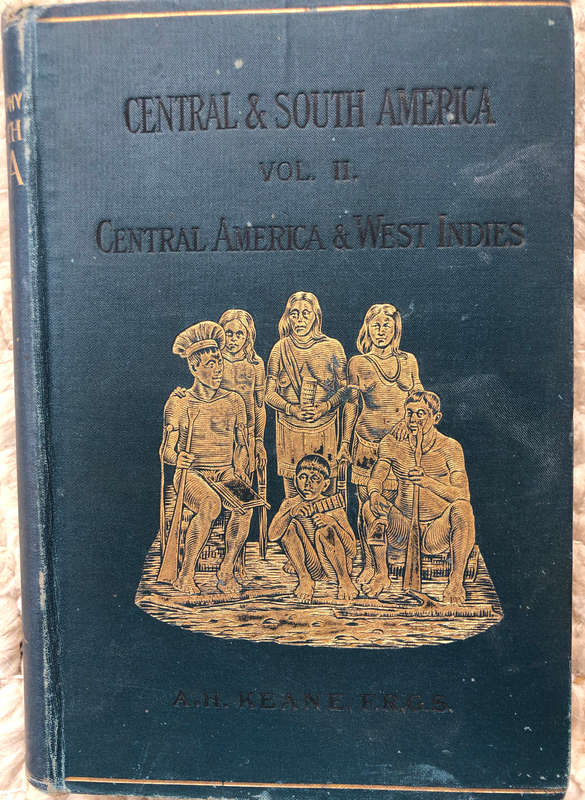 CENTRAL & SOUTH AMERICA
VOL. II.
CENTRAL AMERICA & WEST INDIES
A. H. KEANE, F.R.G.S.